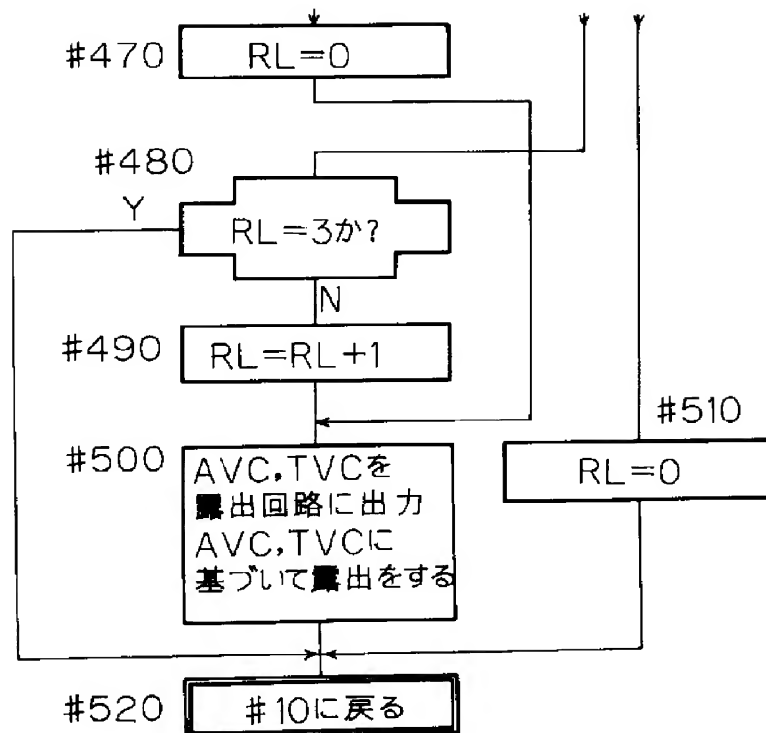 #470
RL=0
#480
Y
RL=3か?
N
#490
RL=RL+1
#500
AVC,TVCを
露出回路に出力
AVC,TVCに
基づいて露出をする
#510
RL=0
#520
#10に戻る